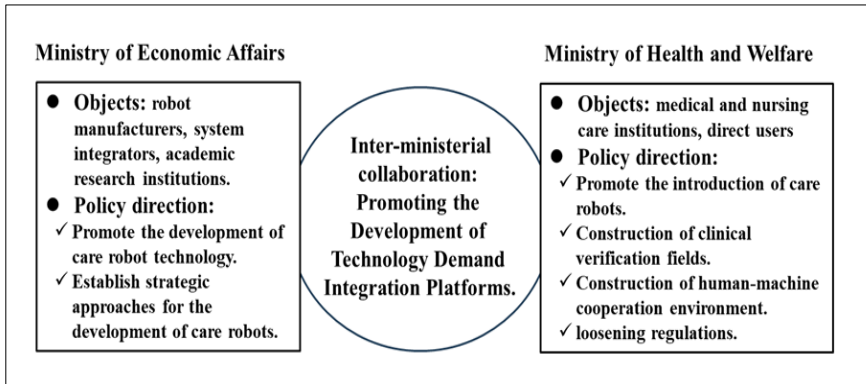 Ministry of Economic Affairs
● Objects: robot
manufacturers, system
integrators, academic
research institutions.
● Policy direction:
✓ Promote the development of
care robot technology.
✓ Establish strategic
approaches for the
development of care robots.
Inter-ministerial
collaboration:
Promoting the
Development of
Technology Demand
Integration Platforms.
Ministry of Health and Welfare
● Objects: medical and nursing
care institutions, direct users
● Policy direction:
✓ Promote the introduction of care
robots.
✓ Construction of clinical
verification fields.
✓ Construction of human-machine
cooperation environment.
✓ loosening regulations.